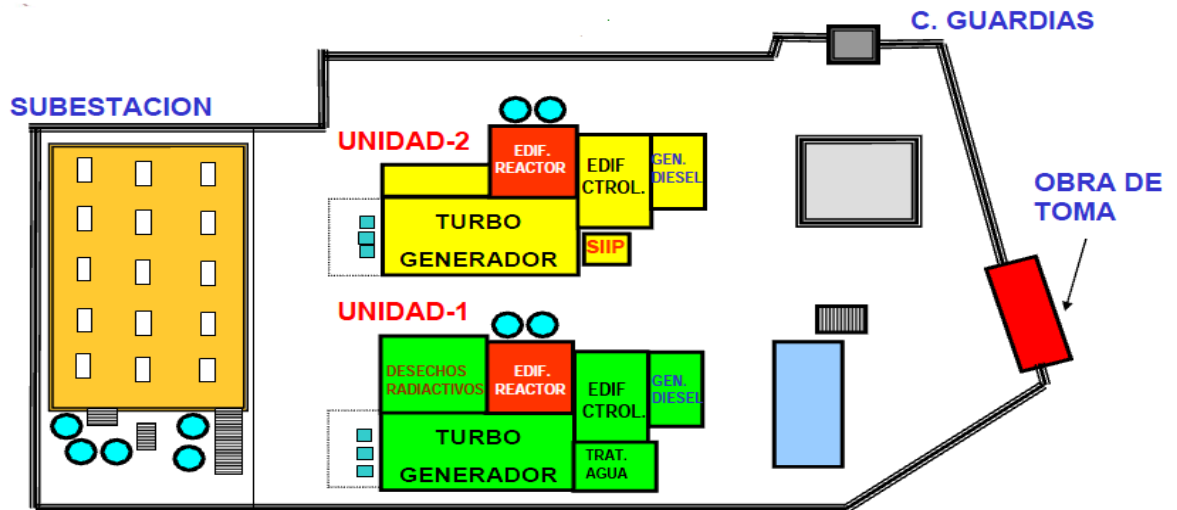 C. GUARDIAS
SUBESTACION
UNIDAD-2
EDIF.
REACTOR
EDIF
CTROL.
GEN.
DIESEL
OBRA DE
TOMA
TURBO
GENERADOR
SIIP
UNIDAD-1
DESECHOS
RADIACTIVOS
EDIF.
REACTOR
EDIF
CTROL.
GEN.
DIESEL
TURBO
GENERADOR
TRAT.
AGUA